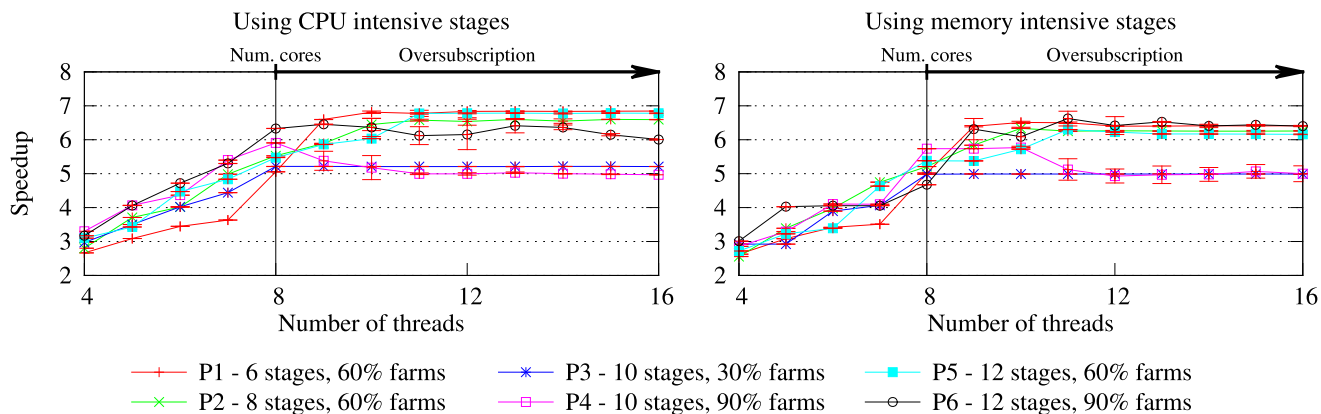 Using CPU intensive stages
Num. cores
Oversubscription
Speedup
8
7
6
5
4
3
2
4
8
12
16
Number of threads
Using memory intensive stages
Num. cores
Oversubscription
8
7
6
5
4
3
2
4
8
12
16
Number of threads
P1 - 6 stages, 60% farms
P2 - 8 stages, 60% farms
P3 - 10 stages, 30% farms
P4 - 10 stages, 90% farms
P5 - 12 stages, 60% farms
P6 - 12 stages, 90% farms